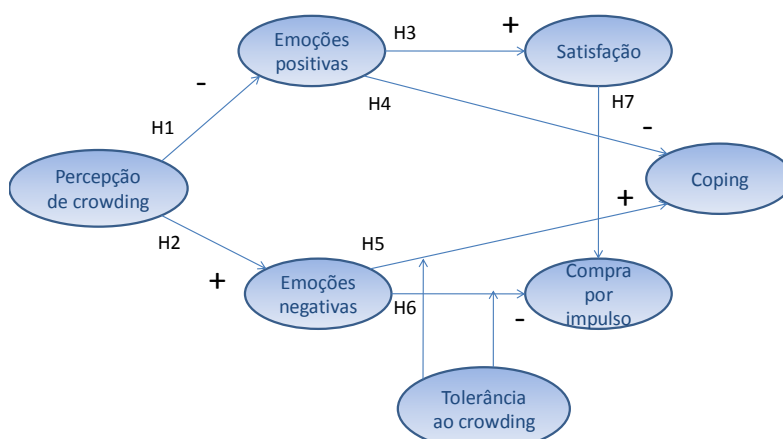 Emoções
positivas
H3
+
Satisfação
-
H4
H7
H1
-
Percepção
de crowding
Coping
H2
+
+
H5
Emoções
negativas
H6
-
Compra
por
impulso
Tolerância
ao crowding